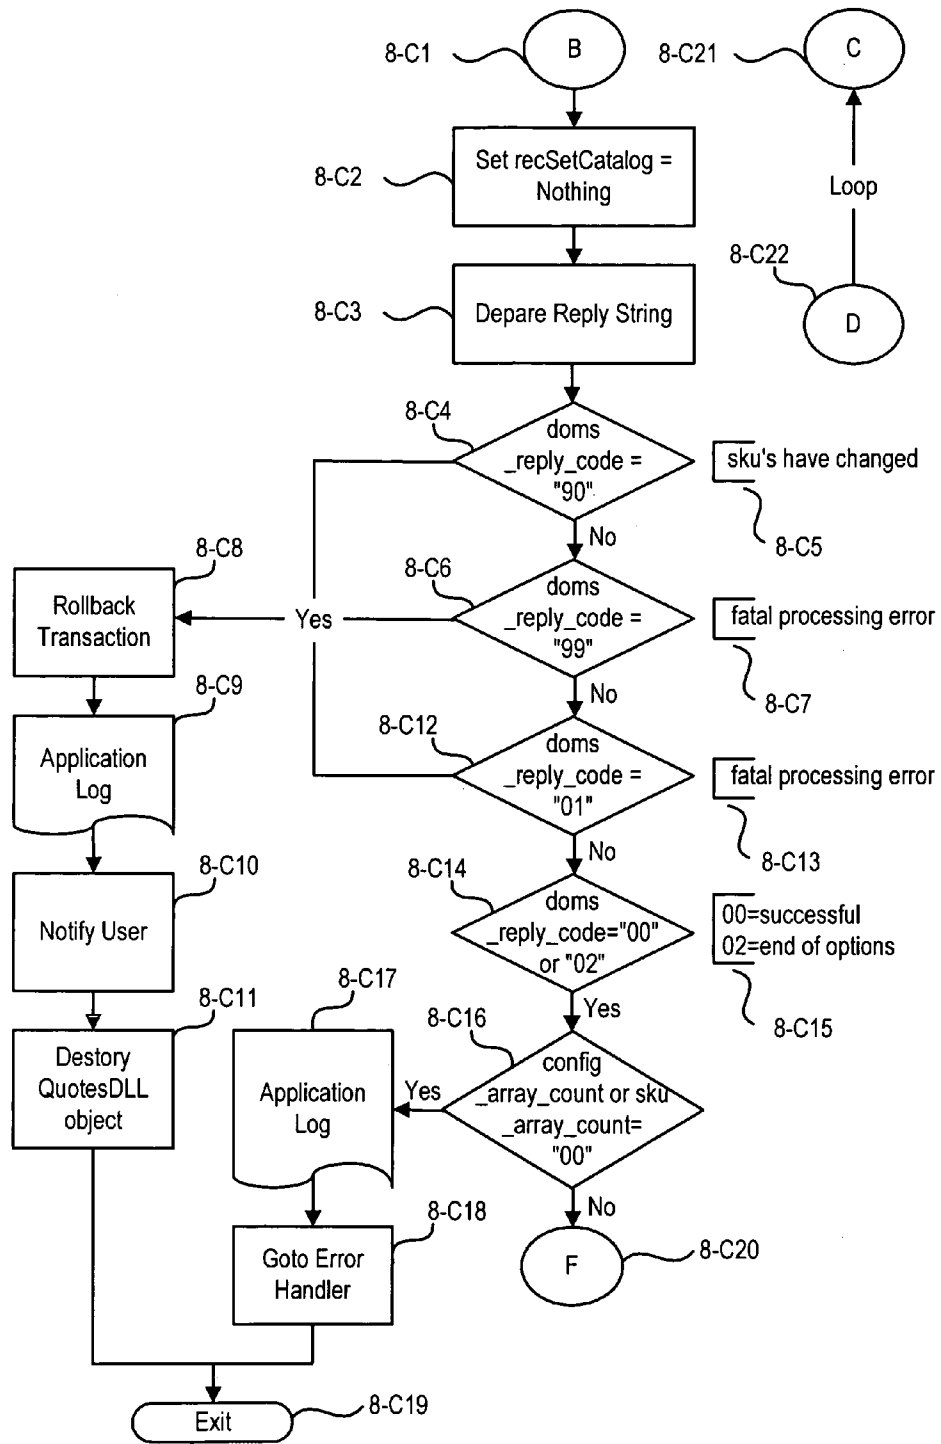 8-C1
B
8-C21
C
8-C2
Set recSetCatalog =
Nothing
Loop
8-C22
D
8-C3
Depare Reply String
8-C4
doms
_reply_code =
"90"
sku's have changed
8-C5
No
8-C8
Rollback
Transaction
Yes
8-C6
doms
_reply_code =
"99"
fatal processing error
8-C7
No
8-C9
Application
Log
8-C12
doms
_reply_code =
"01"
fatal processing error
8-C13
No
8-C10
Notify User
8-C14
doms
_reply_code="00"
or "02"
00=successful
02=end of options
8-C15
Yes
8-C11
Destory
QuotesDLL
object
8-C17
Application
Log
Yes
8-C16
config
_array_count or sku
_array_count=
"00"
No
8-C18
Goto Error
Handler
F
8-C20
Exit
8-C19